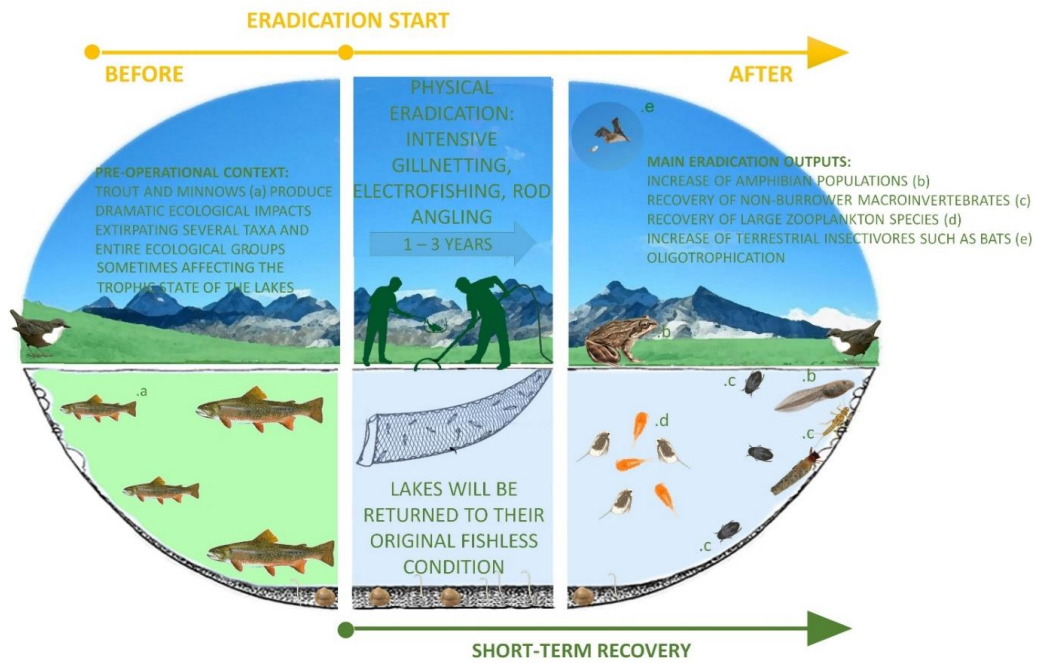 ERADICATION START
BEFORE
AFTER
PRE-OPERATIONAL CONTEXT:
TROUT AND MINNOWS (a) PRODUCE
DRAMATIC ECOLOGICAL IMPACTS
EXTIRPATING SEVERAL TAXA AND
ENTIRE ECOLOGICAL GROUPS
SOMETIMES AFFECTING THE
TROPHIC STATE OF THE LAKES
.a
PHYSICAL
ERADICATION:
INTENSIVE
GILLNETTING,
ELECTROFISHING, ROD
ANGLING
1 – 3 YEARS
LAKES WILL BE
RETURNED TO THEIR
ORIGINAL FISHLESS
CONDITION
.e
MAIN ERADICATION OUTPUTS:
INCREASE OF AMPHIBIAN POPULATIONS (b)
RECOVERY OF NON-BURROWER MACROINVERTEBRATES (c)
RECOVERY OF LARGE ZOOPLANKTON SPECIES (d)
INCREASE OF TERRESTRIAL INSECTIVORES SUCH AS BATS (e)
OLIGOTROPHICATION
.b
.c
.b
.d
.c
.c
SHORT-TERM RECOVERY